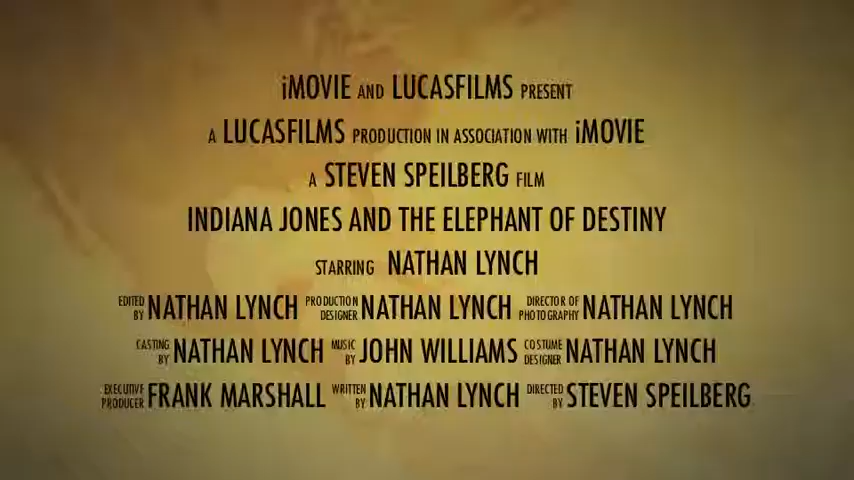 iMOVIE AND LUCASFILMS PRESENT
A LUCASFILMS PRODUCTION IN ASSOCIATION WITH iMOVIE
A STEVEN SPEILBERG FILM
INDIANA JONES AND THE ELEPHANT OF DESTINY
STARRING NATHAN LYNCH
EDITED BY NATHAN LYNCH PRODUCTION DESIGNER NATHAN LYNCH DIRECTOR OF PHOTOGRAPHY NATHAN LYNCH
CASTING BY NATHAN LYNCH MUSIC BY JOHN WILLIAMS COSTUME DESIGNER NATHAN LYNCH
EXECUTIVE PRODUCER FRANK MARSHALL WRITTEN BY NATHAN LYNCH DIRECTED BY STEVEN SPEILBERG